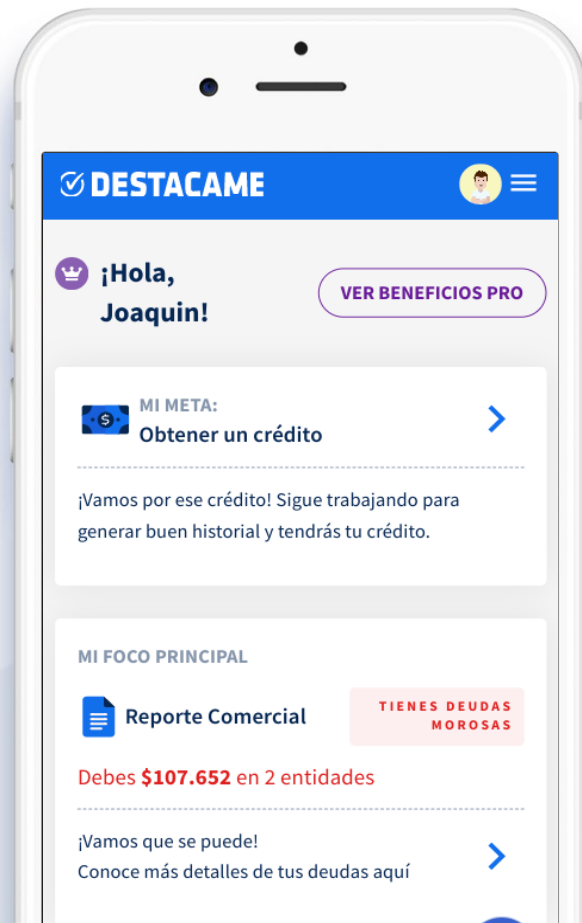 DESTACAME
¡Hola,
Joaquin!
VER BENEFICIOS PRO
MI META:
Obtener un crédito
¡Vamos por ese crédito! Sigue trabajando para
generar buen historial y tendrás tu crédito.
MI FOCO PRINCIPAL
Reporte Comercial
TIENES DEUDAS
MOROSAS
Debes $107.652 en 2 entidades
¡Vamos que se puede!
Conoce más detalles de tus deudas aquí